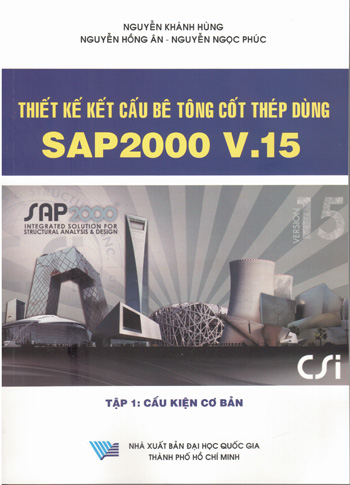 NGUYỄN KHÁNH HÙNG
NGUYỄN HỒNG ÂN - NGUYỄN NGỌC PHÚC
THIẾT KẾ KẾT CẤU BÊ TÔNG CỐT THÉP DÙNG
SAP2000 V.15
SAP2000
INTEGRATED SOLUTION FOR
STRUCTURAL ANALYSIS & DESIGN
VERSION
15
CSi
TẬP 1: CẤU KIỆN CƠ BẢN
NHÀ XUẤT BẢN ĐẠI HỌC QUỐC GIA
THÀNH PHỐ HỒ CHÍ MINH